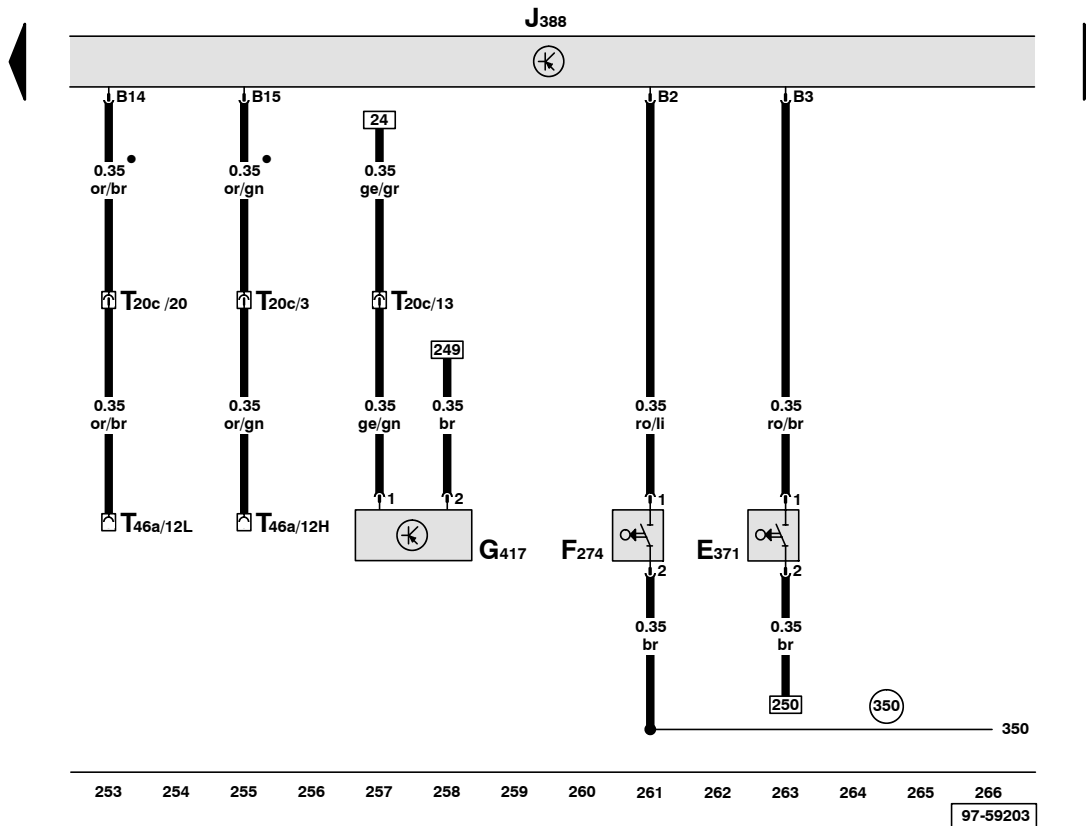 J388
B14 B15 B2 B3
24
0.35 0.35 0.35
or/br or/gn ge/gr
T20c /20 T20c/3 T20c/13
249
0.35 0.35 0.35 0.35 0.35 0.35
or/br or/gn ge/gn br ro/li ro/br
1 2 1 1
T46a/12L T46a/12H G417 F274 E371
2 2
0.35 0.35
br br
250 350
350
253 254 255 256 257 258 259 260 261 262 263 264 265 266
97-59203